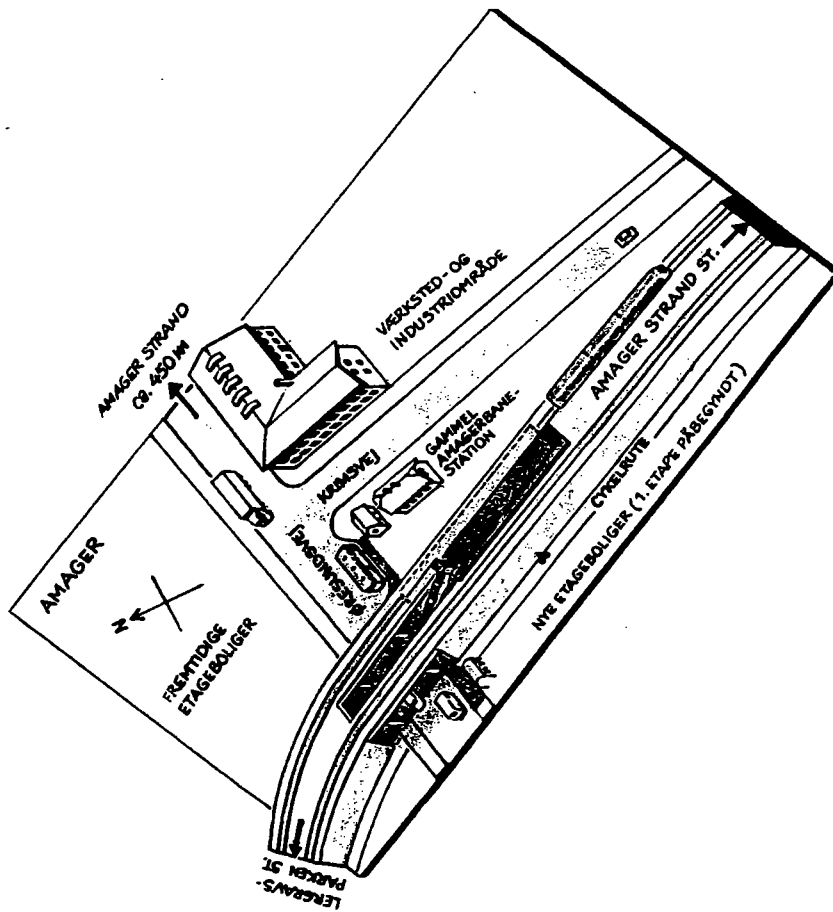 AMAGER STRAND
CA. 450 M
VÆRKSTED- OG
INDUSTRIOMRÅDE
AMAGER
N
FREMTIDIGE
ETAGEBOLIGER
ØRESUNDSVEJ
KRIMSVEJ
GAMMEL
AMAGERBANE-
STATION
AMAGER STRAND ST.
CYKELRUTE
NYE ETAGEBOLIGER (1. ETAPE PÅBEGYNDT)
LERGRAVS-
PARKEN ST.